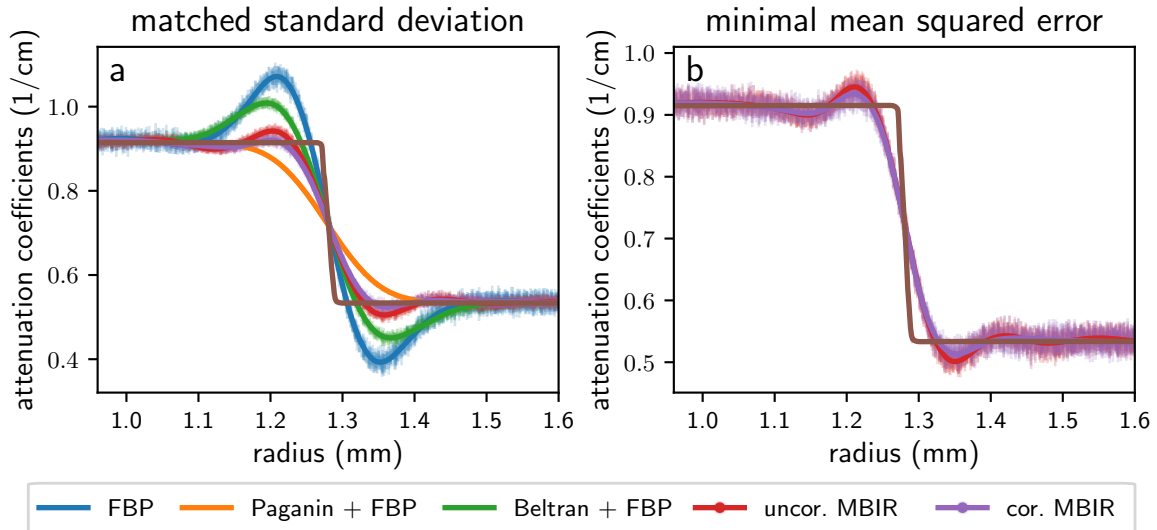 matched standard deviation
minimal mean squared error
a
b
attenuation coefficients (1/cm)
1.0
0.8
0.6
0.4
1.0 1.1 1.2 1.3 1.4 1.5 1.6
radius (mm)
attenuation coefficients (1/cm)
1.0
0.9
0.8
0.7
0.6
0.5
1.0 1.1 1.2 1.3 1.4 1.5 1.6
radius (mm)
FBP Paganin + FBP Beltran + FBP uncor. MBIR cor. MBIR